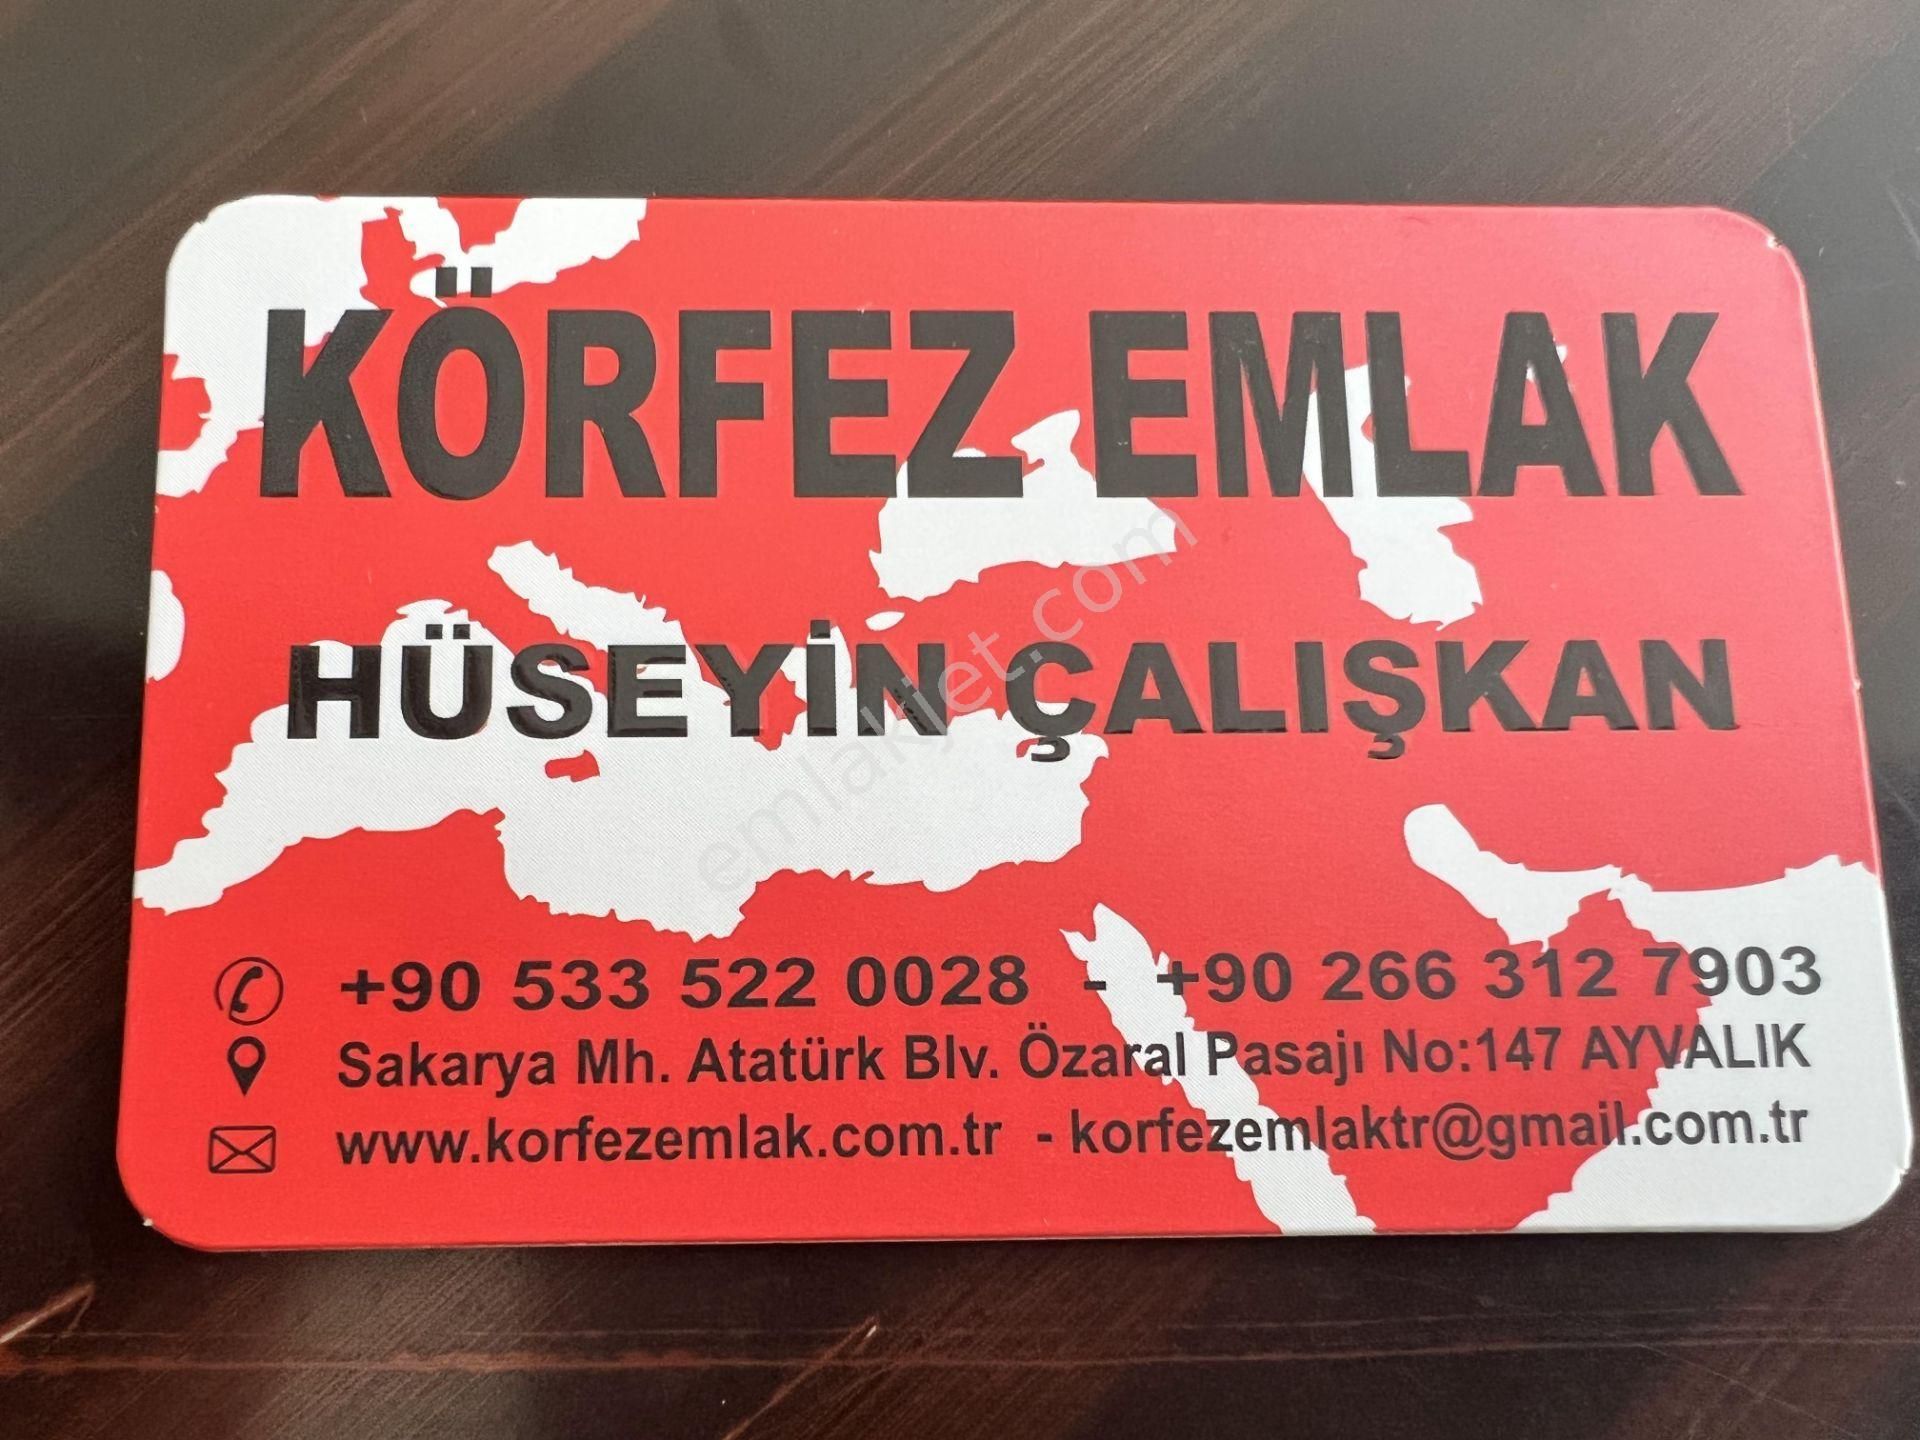 KÖRFEZ EMLAK
HÜSEYİN ÇALIŞKAN
emlakjet.com
+90 533 522 0028 - +90 266 312 7903
Sakarya Mh. Atatürk Blv. Özaral Pasajı No:147 AYVALIK
www.korfezemlak.com.tr - korfezemlaktr@gmail.com.tr